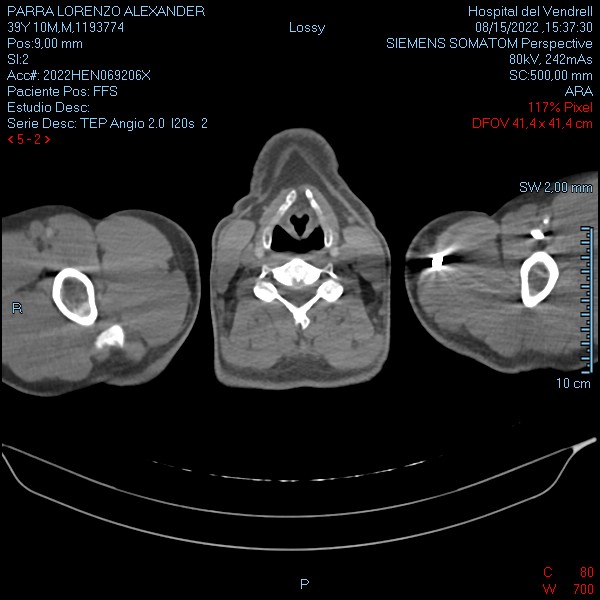 PARRA LORENZO ALEXANDER
39Y 10M,M,1193774
Pos:9,00 mm
SI:2
Acc#: 2022HEN069206X
Paciente Pos: FFS
Estudio Desc:
Serie Desc: TEP Angio 2.0 I20s 2
< 5 - 2 >
Lossy
Hospital del Vendrell
08/15/2022 ,15:37:30
SIEMENS SOMATOM Perspective
80kV, 242mAs
SC:500,00 mm
ARA
117% Pixel
DFOV 41,4 x 41,4 cm
SW 2,00 mm
R
10 cm
P
C 80
W 700